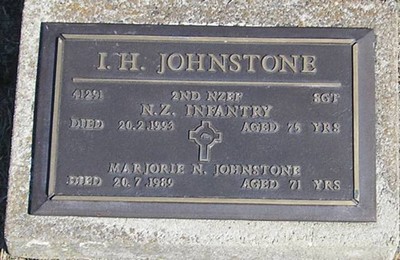 I. H. JOHNSTONE
41291 2ND NZEF SGT
N.Z. INFANTRY
DIED 20.2.1993 AGED 75 YRS
MARJORIE N. JOHNSTONE
DIED 20.7.1989 AGED 71 YRS